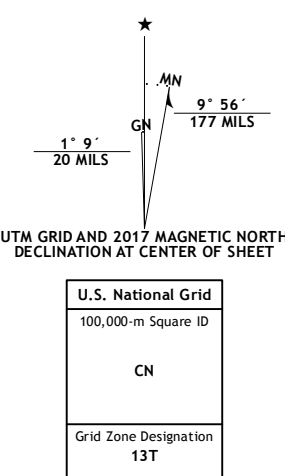 ★
MN
GN
9° 56´
177 MILS
1° 9´
20 MILS
UTM GRID AND 2017 MAGNETIC NORTH
DECLINATION AT CENTER OF SHEET
U.S. National Grid
100,000-m Square ID
CN
Grid Zone Designation
13T